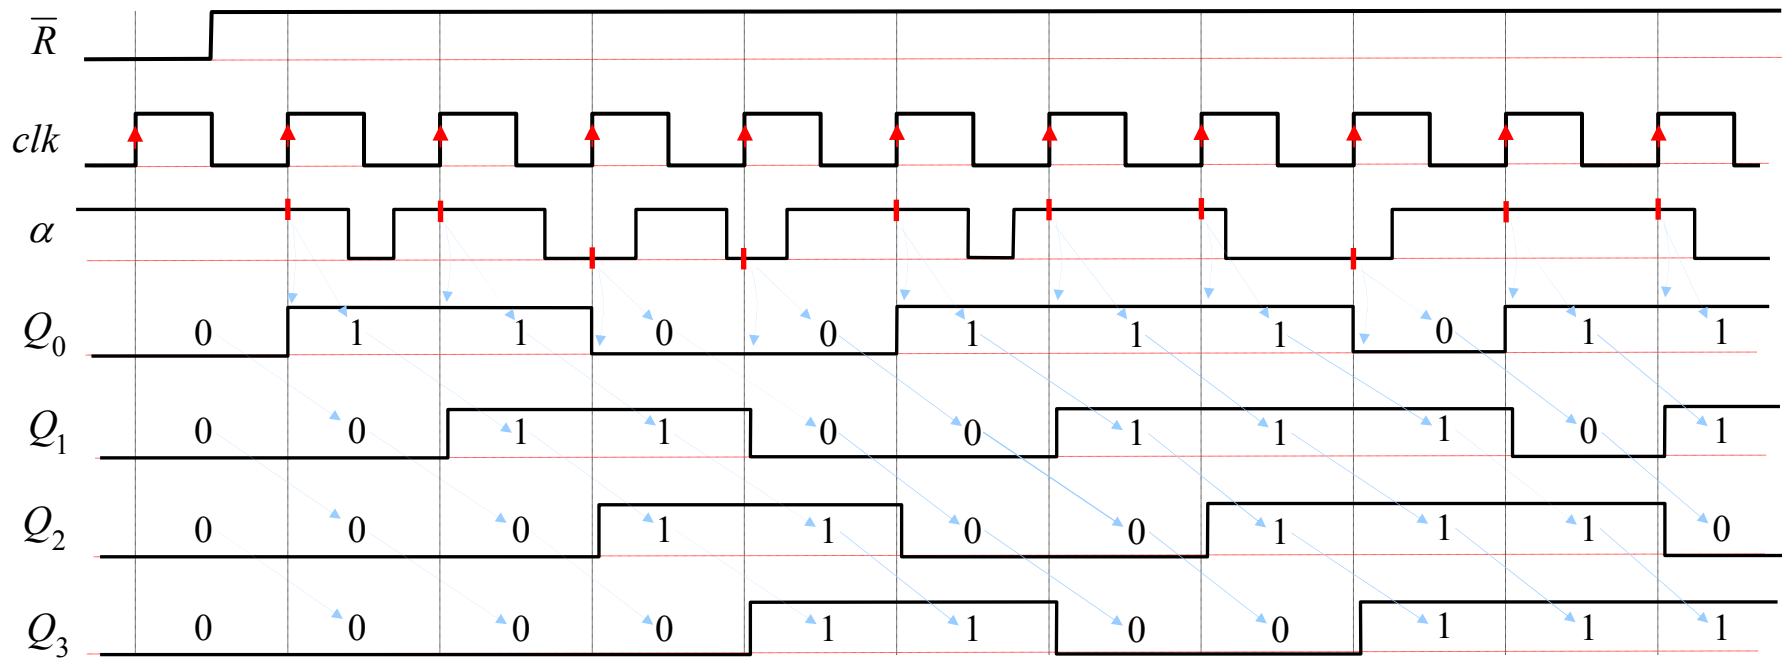 R̅
clk
α
Q₀ 0 1 1 0 0 1 1 1 0 1 1
Q₁ 0 0 1 1 0 0 1 1 1 0 1
Q₂ 0 0 0 1 1 0 0 1 1 1 0
Q₃ 0 0 0 0 1 1 0 0 1 1 1